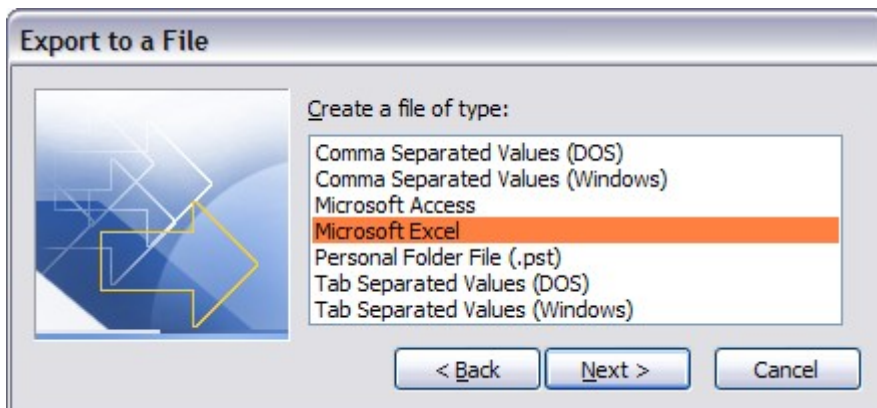 Export to a File
Create a file of type:
Comma Separated Values (DOS)
Comma Separated Values (Windows)
Microsoft Access
Microsoft Excel
Personal Folder File (.pst)
Tab Separated Values (DOS)
Tab Separated Values (Windows)
< Back Next > Cancel